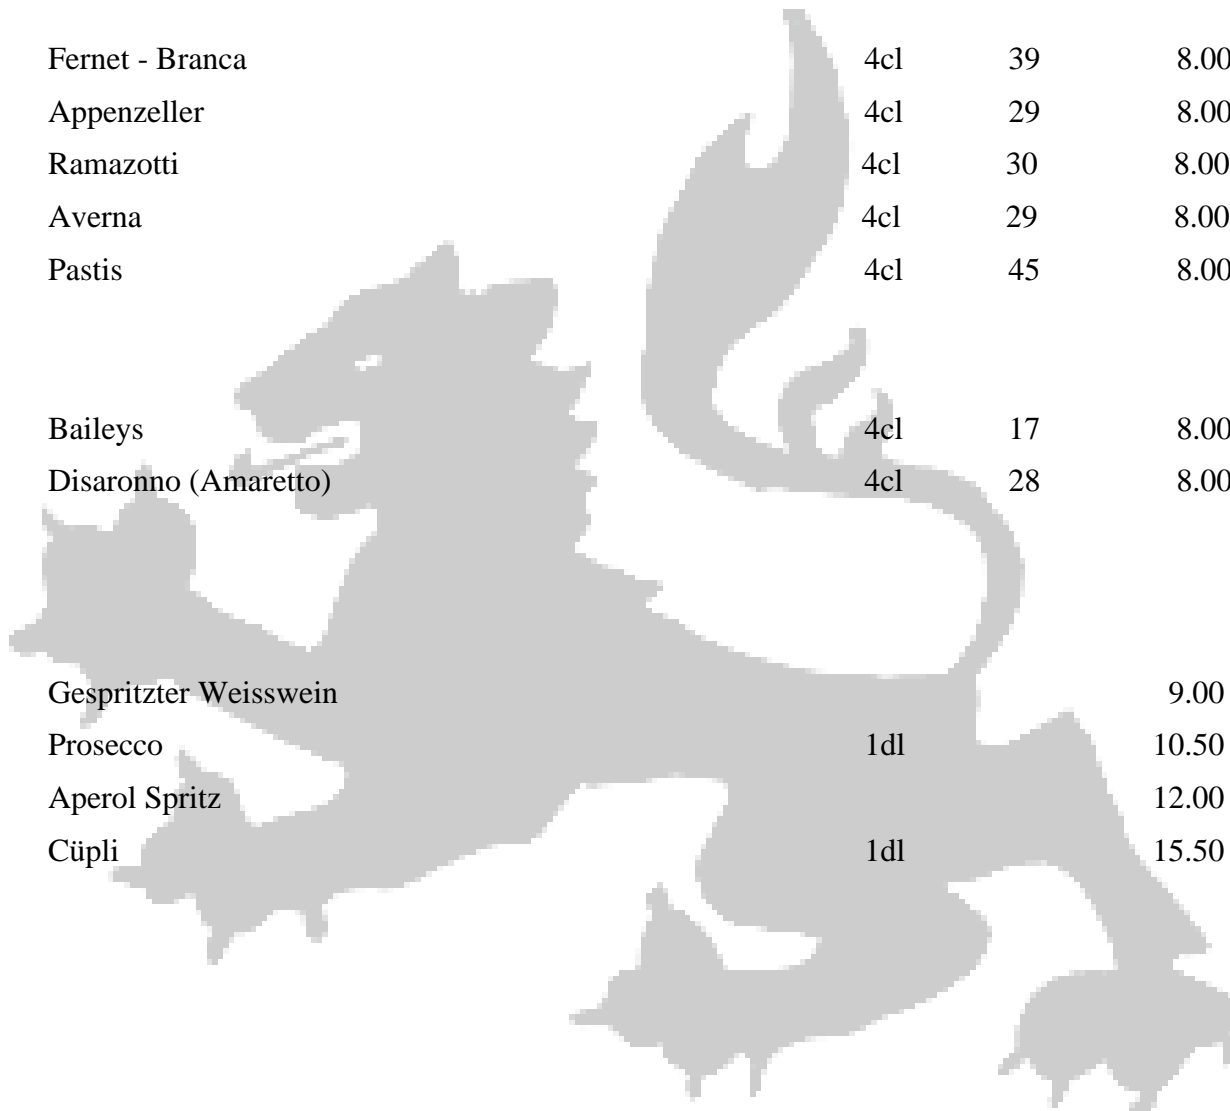 Fernet - Branca 4cl 39 8.00
Appenzeller 4cl 29 8.00
Ramazotti 4cl 30 8.00
Averna 4cl 29 8.00
Pastis 4cl 45 8.00
Baileys 4cl 17 8.00
Disaronno (Amaretto) 4cl 28 8.00
Gespritzter Weisswein 9.00
Prosecco 1dl 10.50
Aperol Spritz 12.00
Cüpli 1dl 15.50